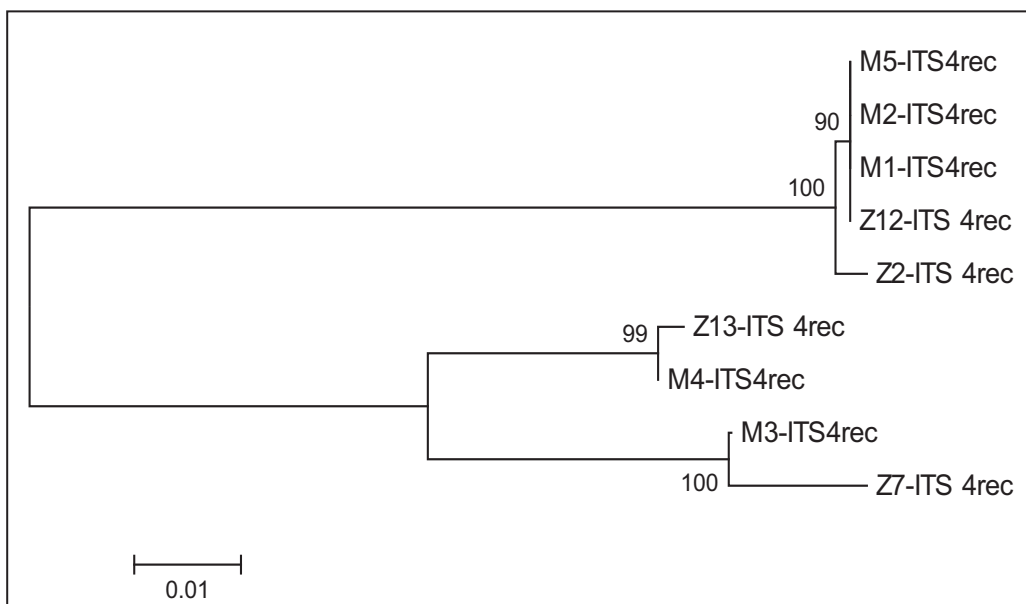 M5-ITS4rec
90
M2-ITS4rec
M1-ITS4rec
100
Z12-ITS 4rec
Z2-ITS 4rec
99
Z13-ITS 4rec
M4-ITS4rec
M3-ITS4rec
100
Z7-ITS 4rec
0.01